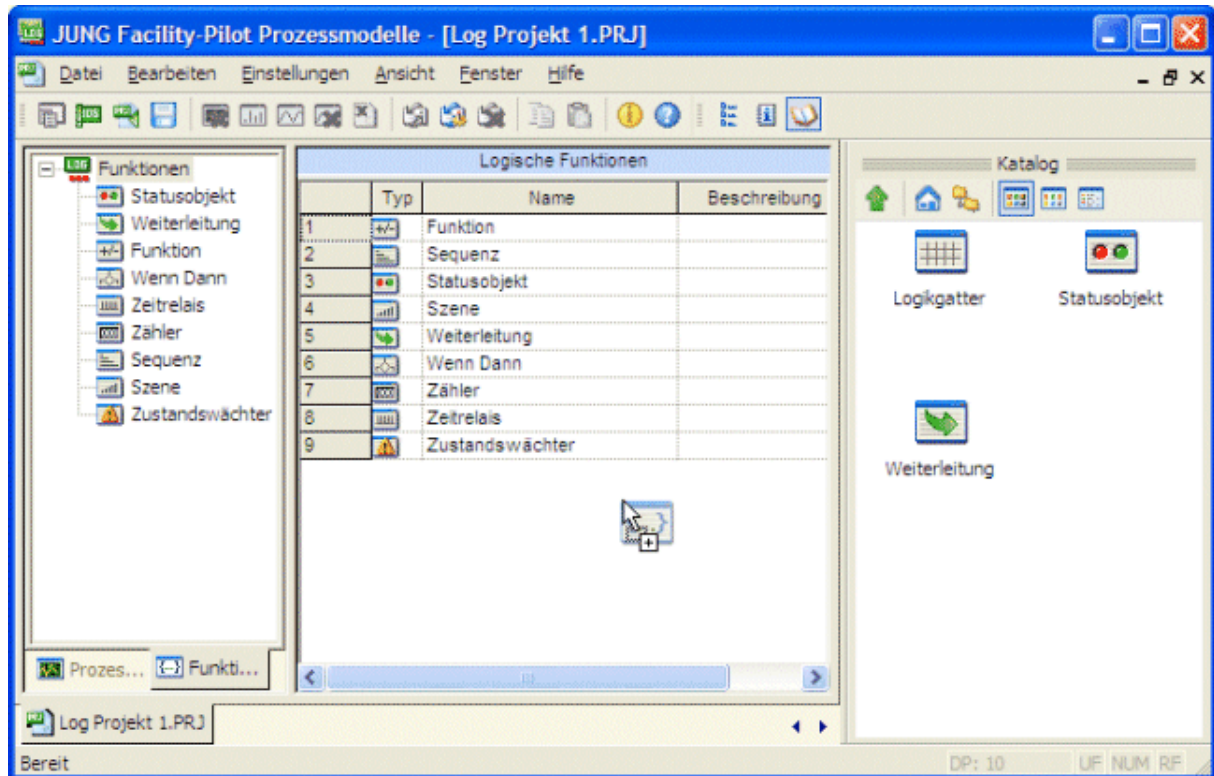 JUNG Facility-Pilot Prozessmodelle - [Log Projekt 1.PRJ]
Datei Bearbeiten Einstellungen Ansicht Fenster Hilfe
Funktionen
Statusobjekt
Weiterleitung
Funktion
Wenn Dann
Zeitrelais
Zähler
Sequenz
Szene
Zustandswächter
Prozes...
Funkti...
Logische Funktionen
Typ Name Beschreibung
1 Funktion
2 Sequenz
3 Statusobjekt
4 Szene
5 Weiterleitung
6 Wenn Dann
7 Zähler
8 Zeitrelais
9 Zustandswächter
Katalog
Logikgatter
Statusobjekt
Weiterleitung
Log Projekt 1.PRJ
Bereit
DP: 10 UF NUM RF